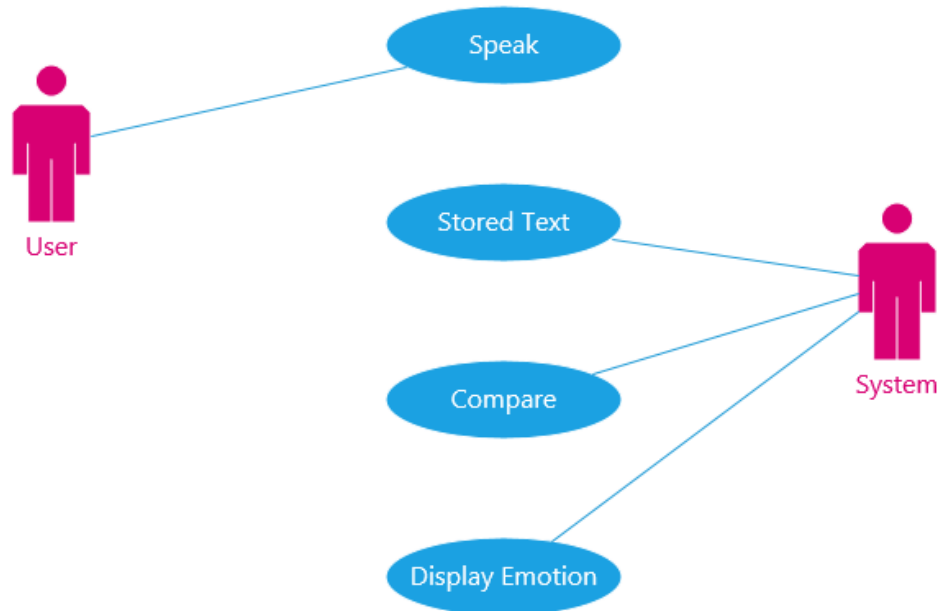 Speak
User
Stored Text
System
Compare
Display Emotion